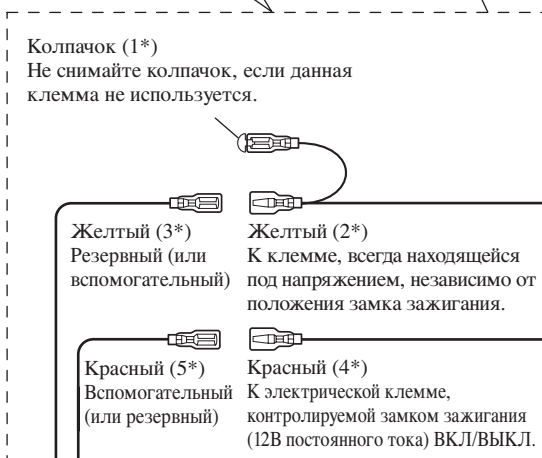 Колпачок (1*)
Не снимайте колпачок, если данная
клемма не используется.
Желтый (3*)
Резервный (или
вспомогательный)
Желтый (2*)
К клемме, всегда находящейся
под напряжением, независимо от
положения замка зажигания.
Красный (5*)
Вспомогательный
(или резервный)
Красный (4*)
К электрической клемме,
контролируемой замком зажигания
(12В постоянного тока) ВКЛ/ВЫКЛ.